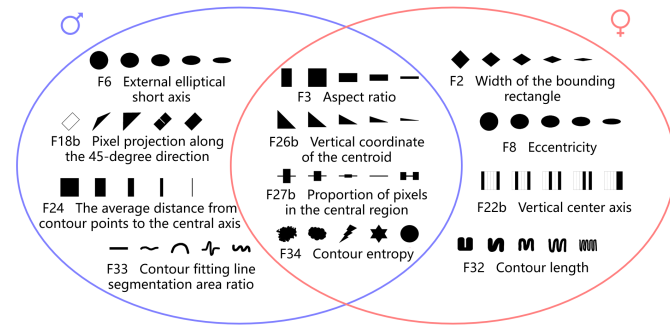 F6 External elliptical
short axis
F18b Pixel projection along
the 45-degree direction
F24 The average distance from
contour points to the central axis
F33 Contour fitting line
segmentation area ratio
F3 Aspect ratio
F26b Vertical coordinate
of the centroid
F27b Proportion of pixels
in the central region
F34 Contour entropy
F2 Width of the bounding
rectangle
F8 Eccentricity
F22b Vertical center axis
F32 Contour length